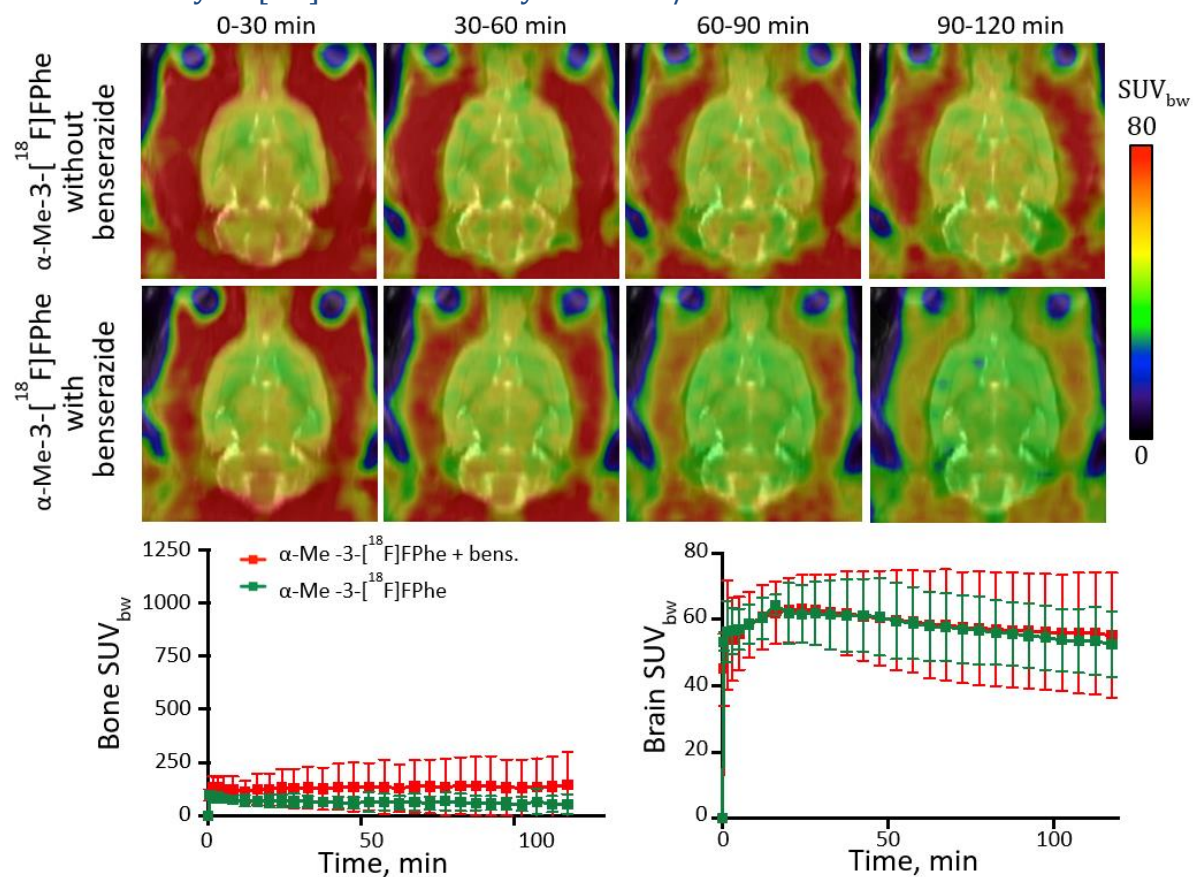 0-30 min 30-60 min 60-90 min 90-120 min
α-Me-3-[18F]FPhe
without
benserazide
α-Me-3-[18F]FPhe
with
benserazide
SUVbw
80
0
1250
1000
750
500
250
0
Bone SUVbw
α-Me -3-[18F]FPhe + bens.
α-Me -3-[18F]FPhe
0 50 100
Time, min
80
60
40
20
0
Brain SUVbw
0 50 100
Time, min